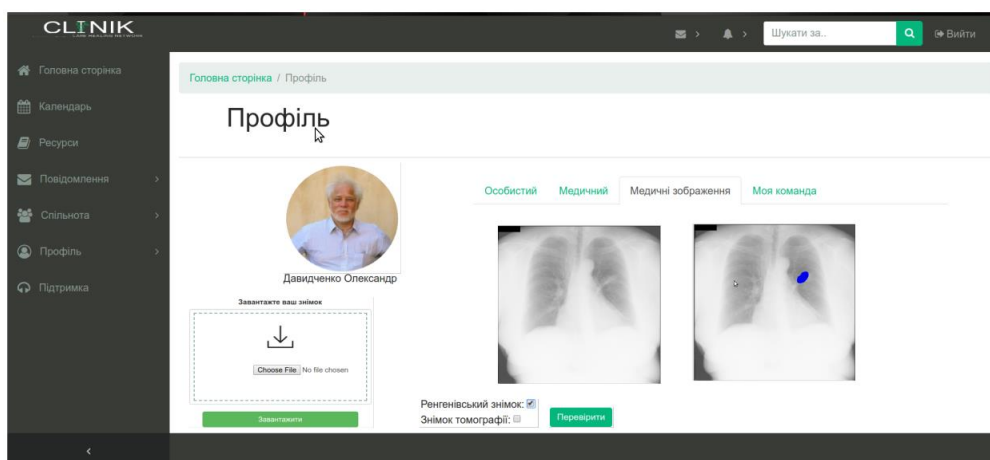 CLINIK
Шукати за..
Вийти
Головна сторінка
Календарь
Ресурси
Повідомлення
Спільнота
Профіль
Підтримка
Головна сторінка / Профіль
Профіль
Давидченко Олександр
Завантажте ваш знімок
Choose File No file chosen
Завантажити
Особистий Медичний Медичні зображення Моя команда
Ренгенівський знімок:
Знімок томографії:
Перевірити